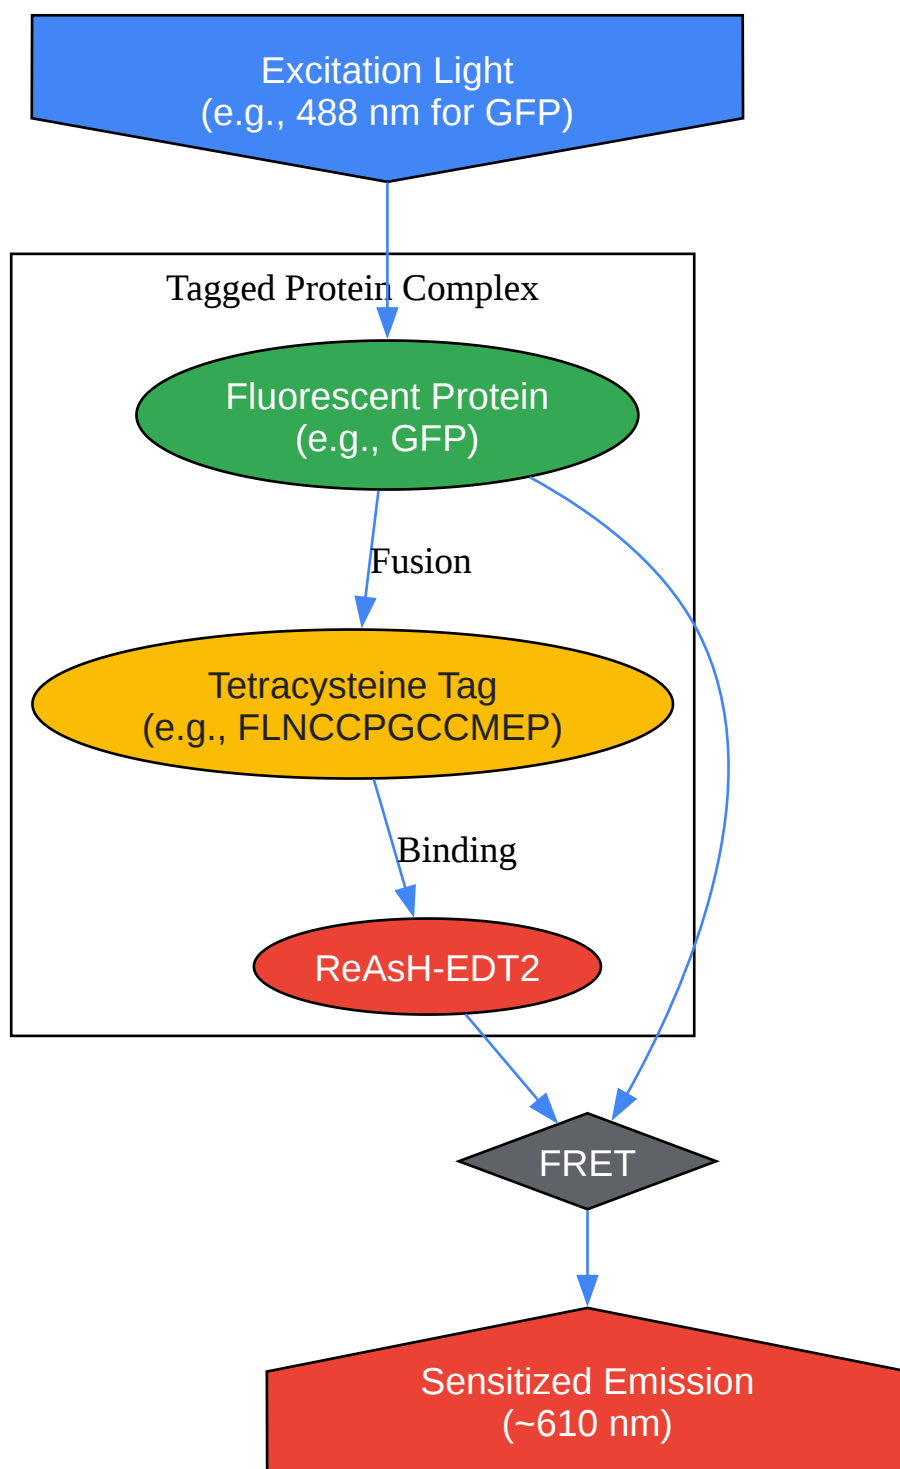 Excitation Light
(e.g., 488 nm for GFP)
Tagged Protein Complex
Fluorescent Protein
(e.g., GFP)
Fusion
Tetracysteine Tag
(e.g., FLNCCPGCCMEP)
Binding
ReAsH-EDT2
FRET
Sensitized Emission
(~610 nm)